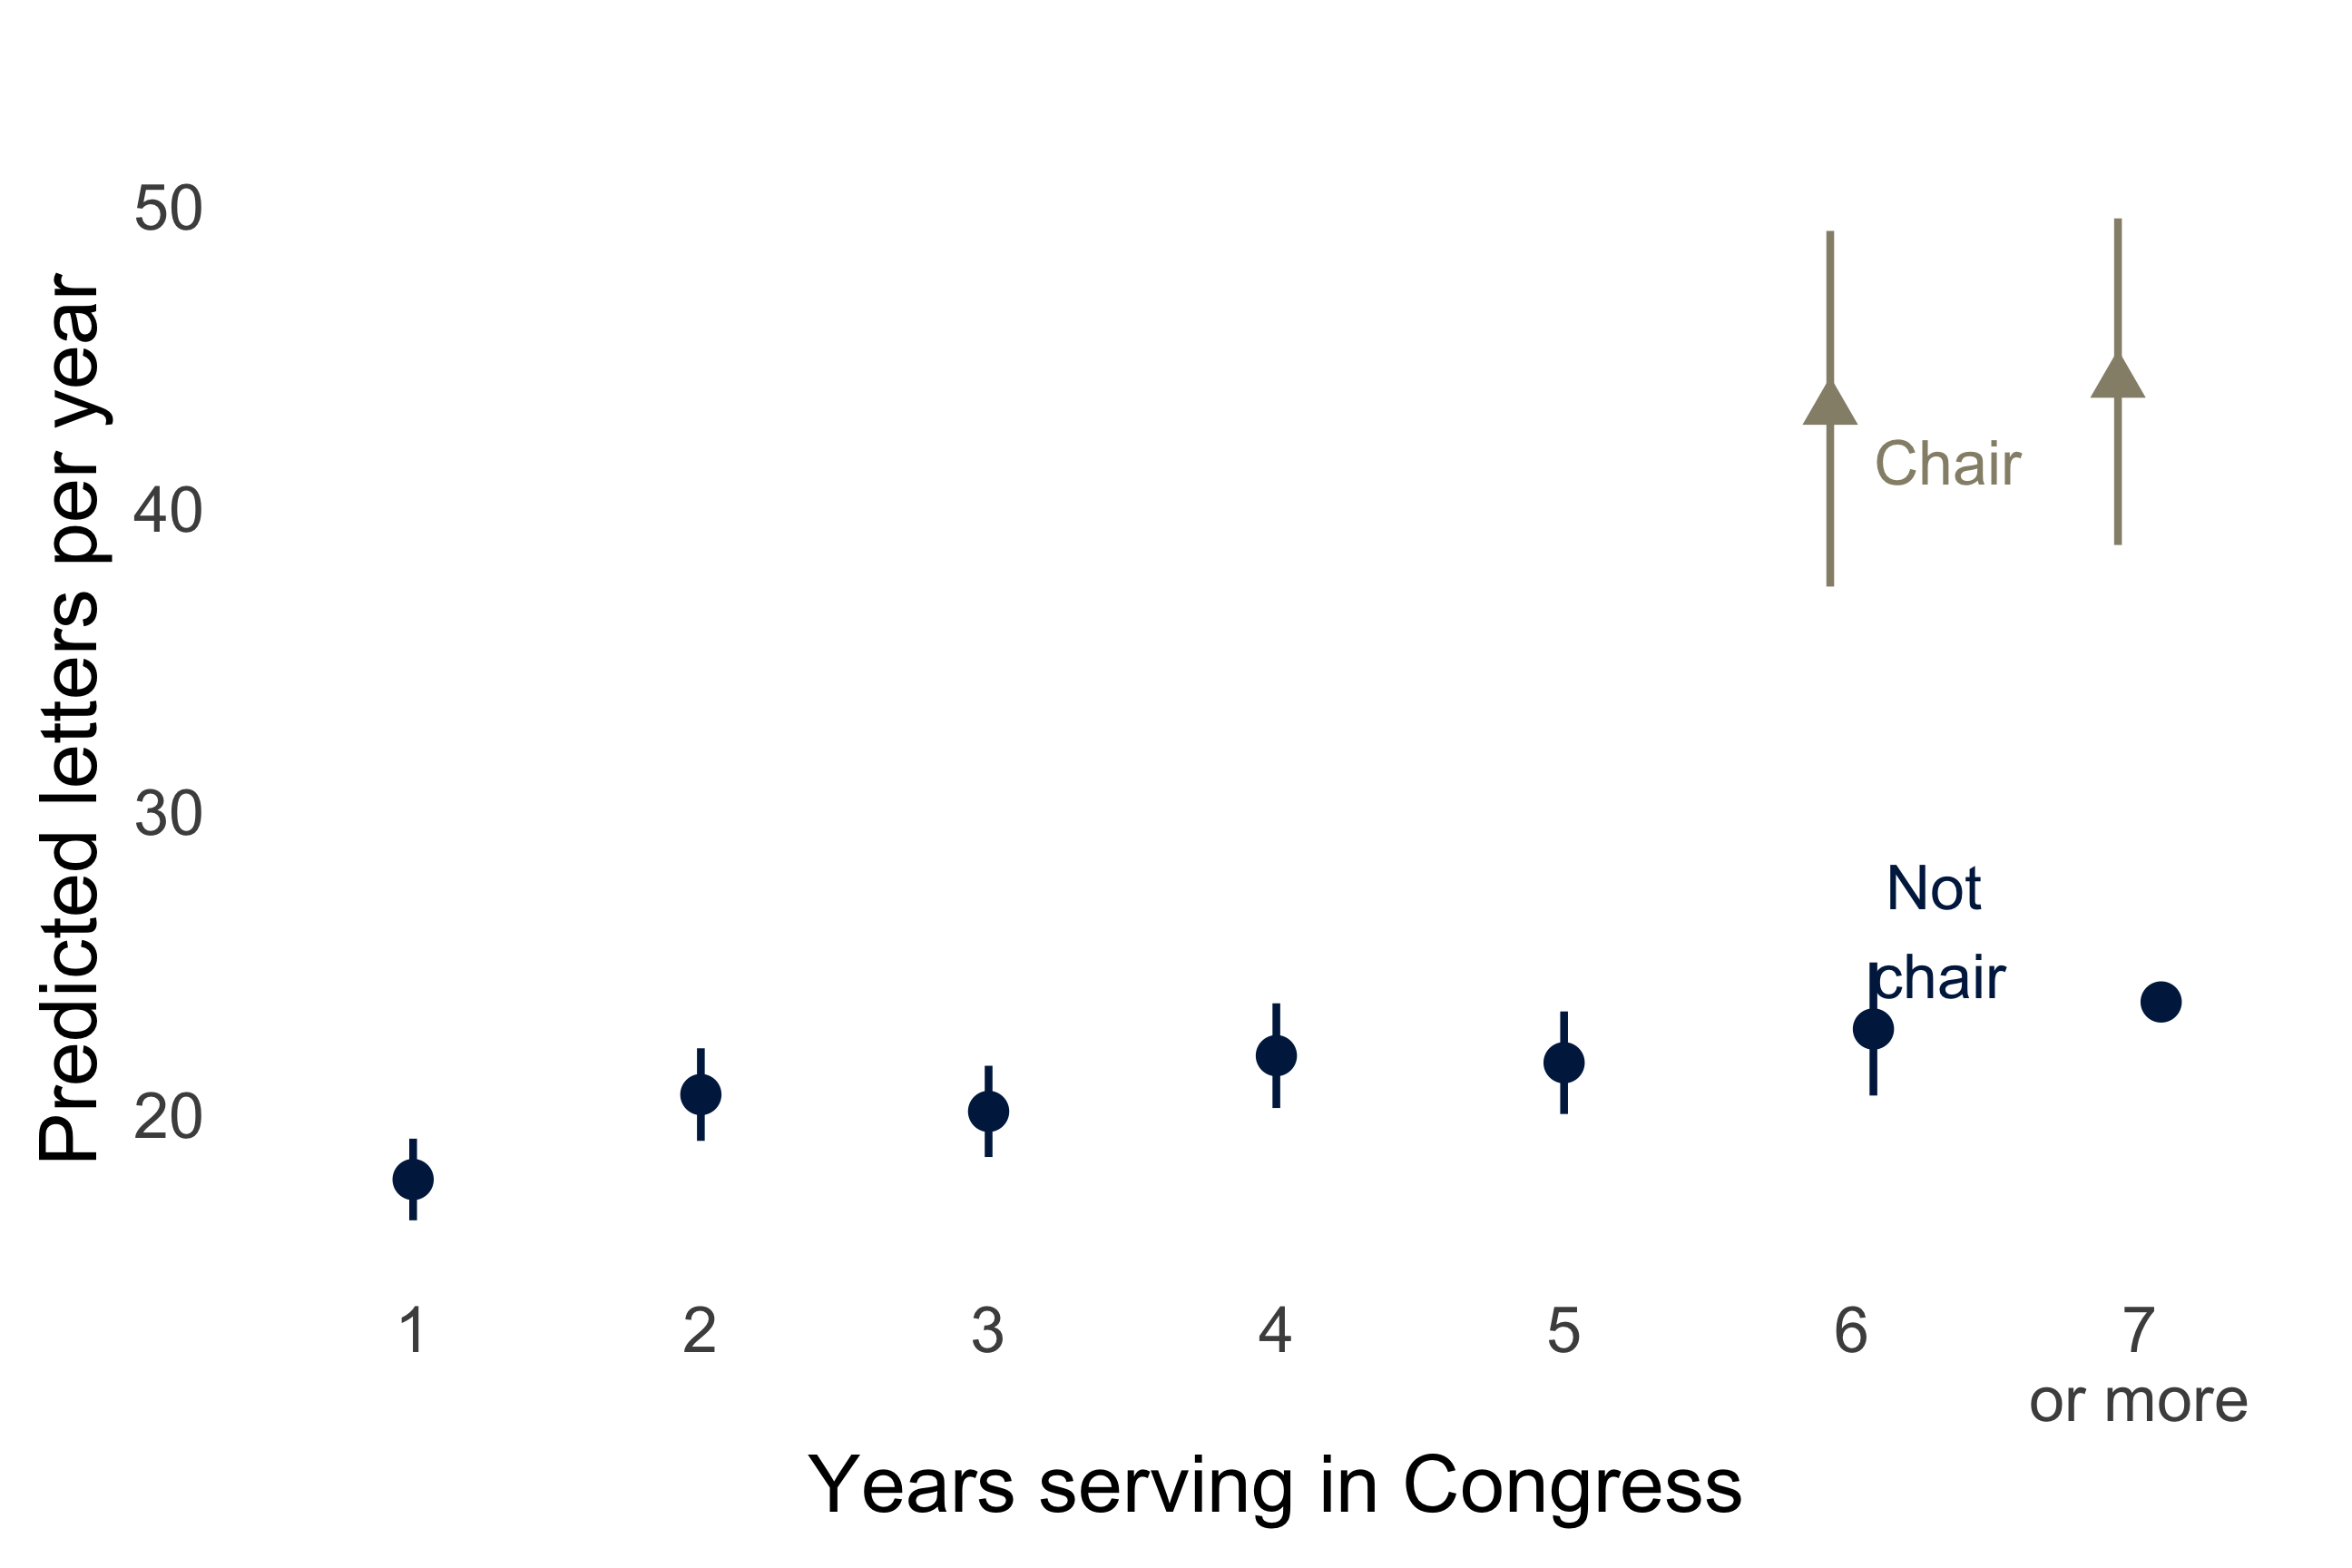 Predicted letters per year
50
40
30
20
Chair
Not
chair
1
2
3
4
5
6
7
or more
Years serving in Congress